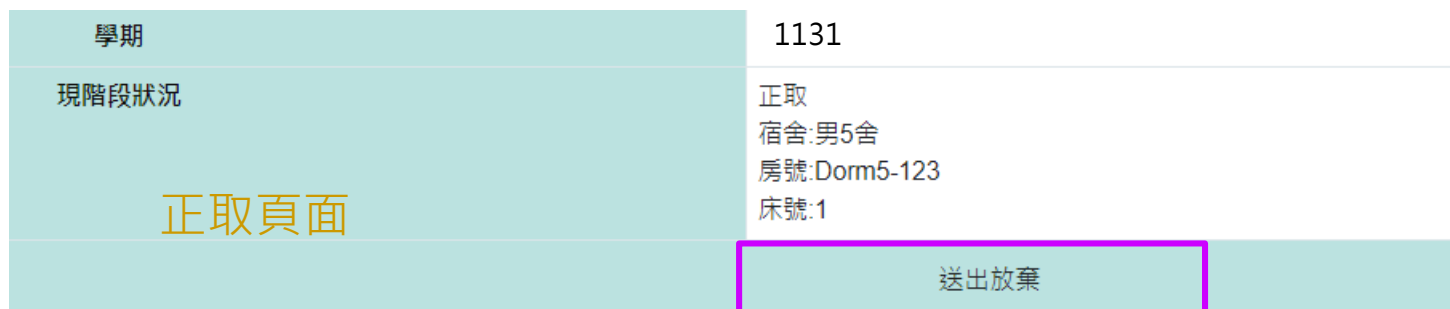 學期
1131
現階段狀況
正取
宿舍:男5舍
房號:Dorm5-123
床號:1
正取頁面
送出放棄